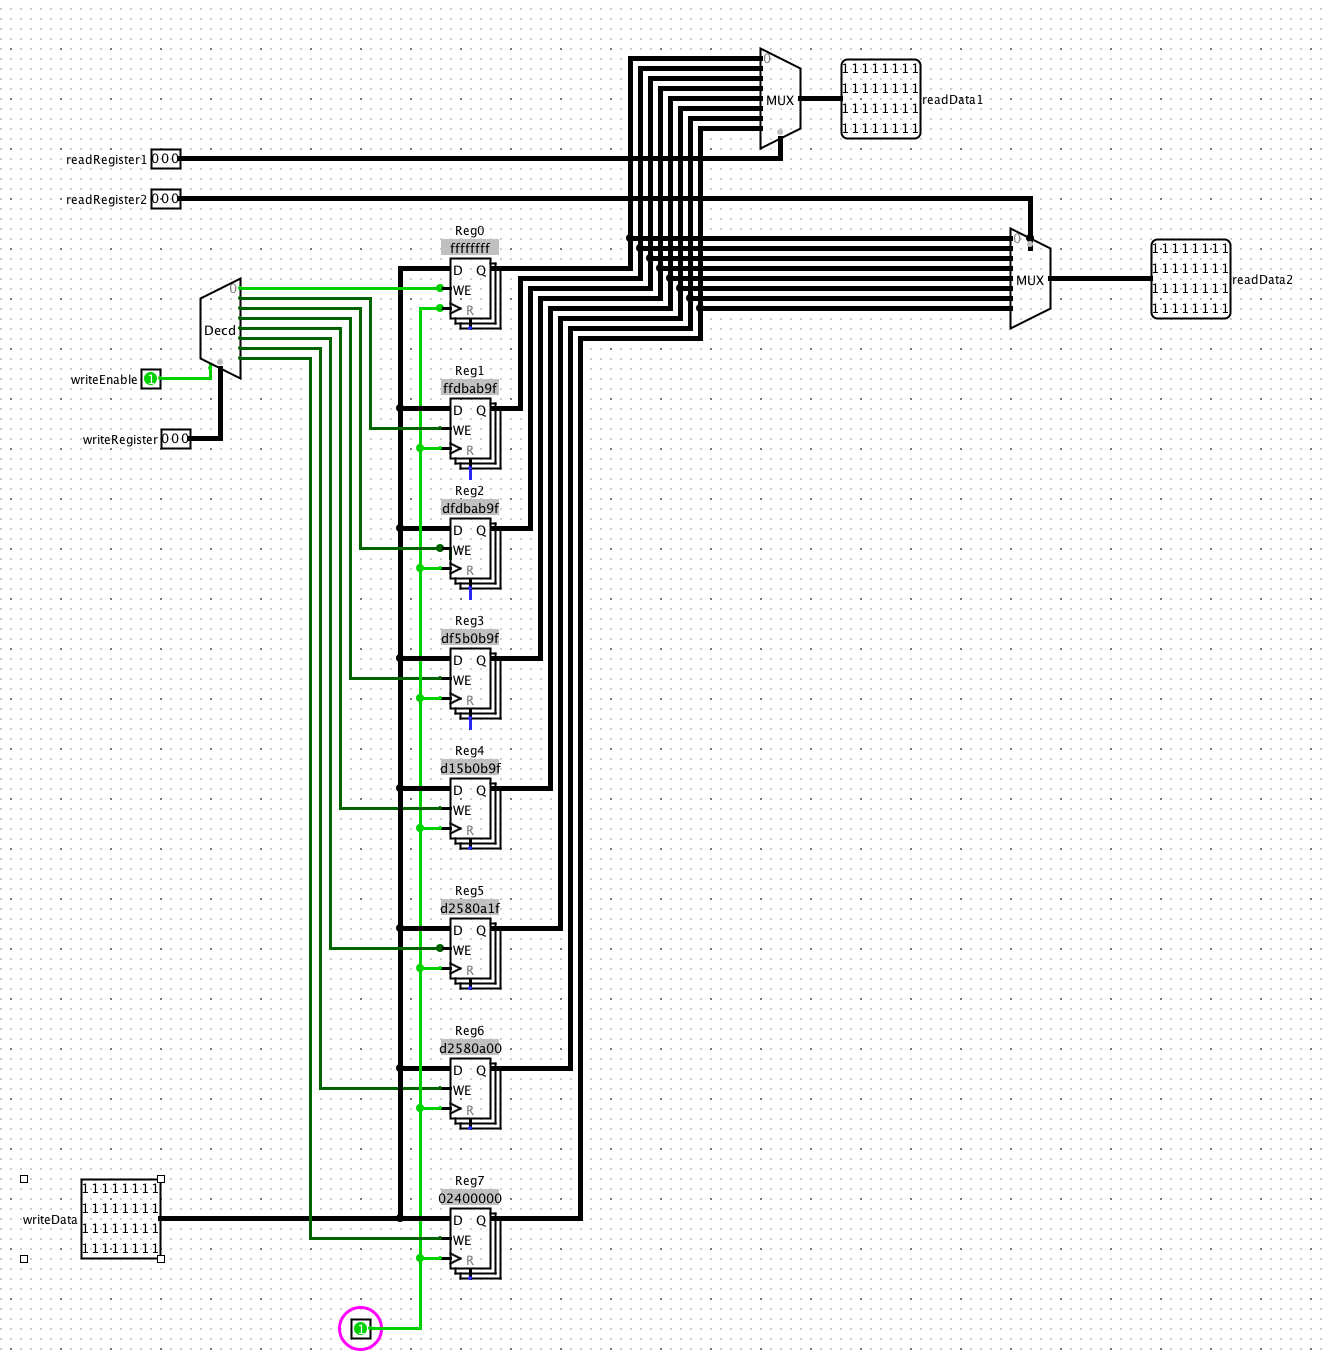 0
MUX
1 1 1 1 1 1 1 1
1 1 1 1 1 1 1 1
1 1 1 1 1 1 1 1
1 1 1 1 1 1 1 1
readData1
readRegister1 0 0 0
readRegister2 0 0 0
0
MUX
1 1 1 1 1 1 1 1
1 1 1 1 1 1 1 1
1 1 1 1 1 1 1 1
1 1 1 1 1 1 1 1
readData2
0
Decd
writeEnable 1
writeRegister 0 0 0
Reg0
ffffffff
D Q
WE
R
Reg1
ffdbab9f
D Q
WE
R
Reg2
dfdbab9f
D Q
WE
R
Reg3
df5b0b9f
D Q
WE
R
Reg4
d15b0b9f
D Q
WE
R
Reg5
d2580a1f
D Q
WE
R
Reg6
d2580a00
D Q
WE
R
Reg7
02400000
D Q
WE
R
writeData
1 1 1 1 1 1 1 1
1 1 1 1 1 1 1 1
1 1 1 1 1 1 1 1
1 1 1 1 1 1 1 1
1